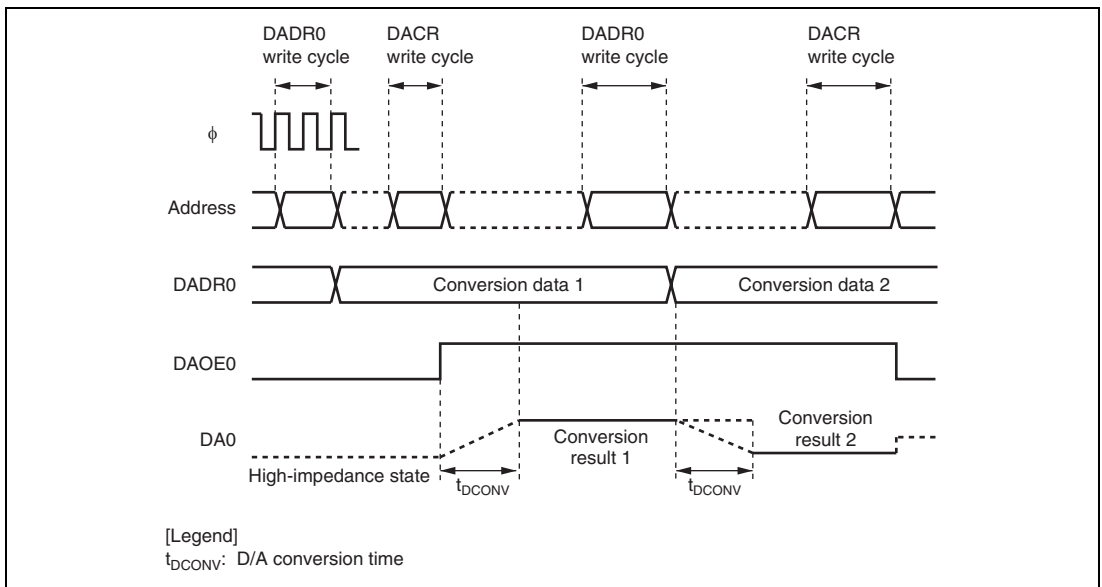 DADR0
write cycle
DACR
write cycle
DADR0
write cycle
DACR
write cycle
ϕ
Address
DADR0
Conversion data 1
Conversion data 2
DAOE0
DA0
Conversion
result 1
Conversion
result 2
High-impedance state
tDCONV
tDCONV
[Legend]
tDCONV: D/A conversion time